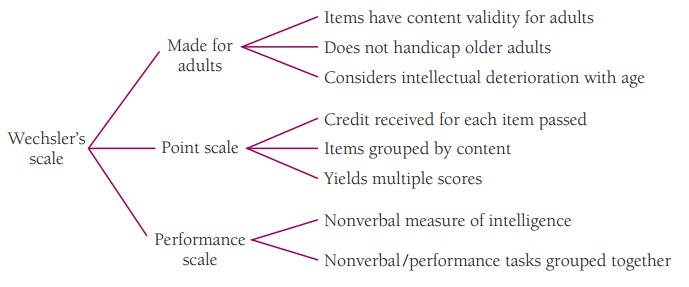 Items have content validity for adults
Made for
adults
Does not handicap older adults
Considers intellectual deterioration with age
Wechsler's
scale
Credit received for each item passed
Point scale
Items grouped by content
Yields multiple scores
Nonverbal measure of intelligence
Performance
scale
Nonverbal/performance tasks grouped together